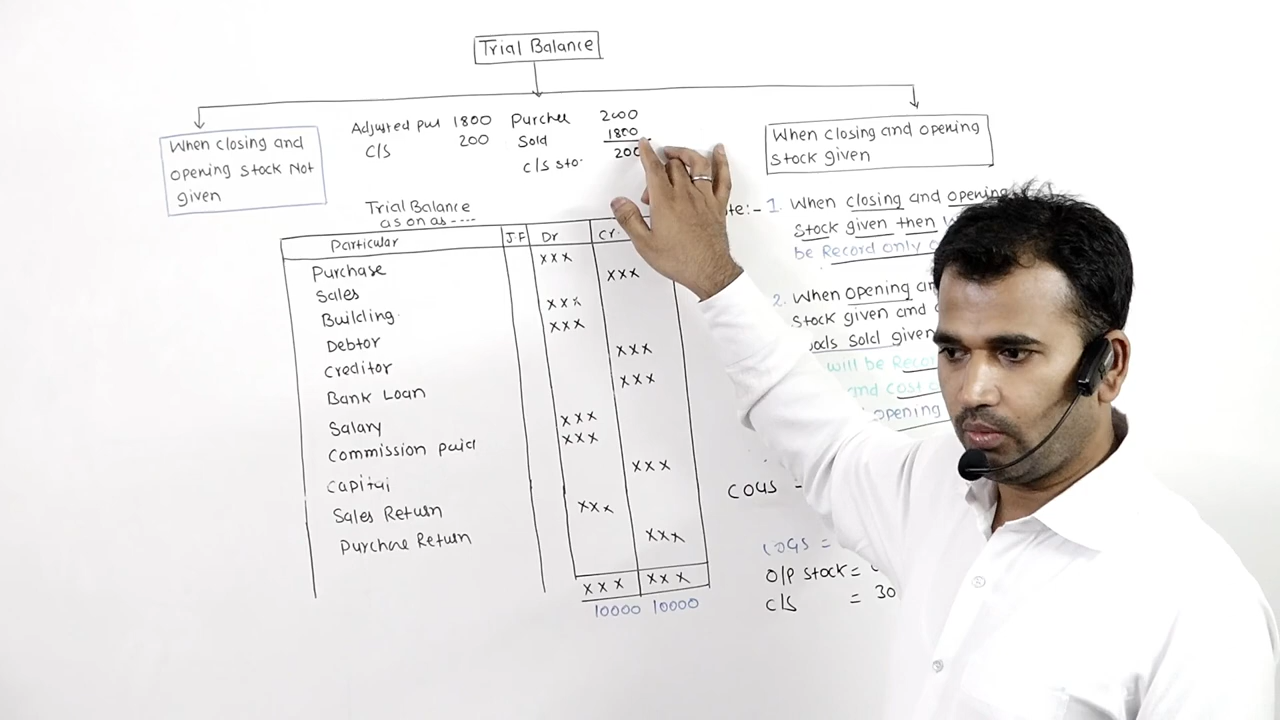 Trial Balance
When closing and
opening stock Not
given
Adjusted pur 1800
C/S 200
Purchae 2000
Sold 1800
C/S sto. 200
When closing and opening
stock given
Trial Balance
as on as ----
Particular J.F Dr Cr.
Purchase xxx
Sales xxx
Building xxx
Debtor xxx
Creditor xxx
Bank Loan xxx
Salary xxx
Commission paid xxx
Capital xxx
Sales Return xxx
Purchase Return xxx
xxx xxx
10000 10000
1. When closing and opening
stock given then
be Record only
2. When opening
stock given and
sold given
will be
and cost
opening
COGS -
COGS =
O/P stock =
C/S = 30